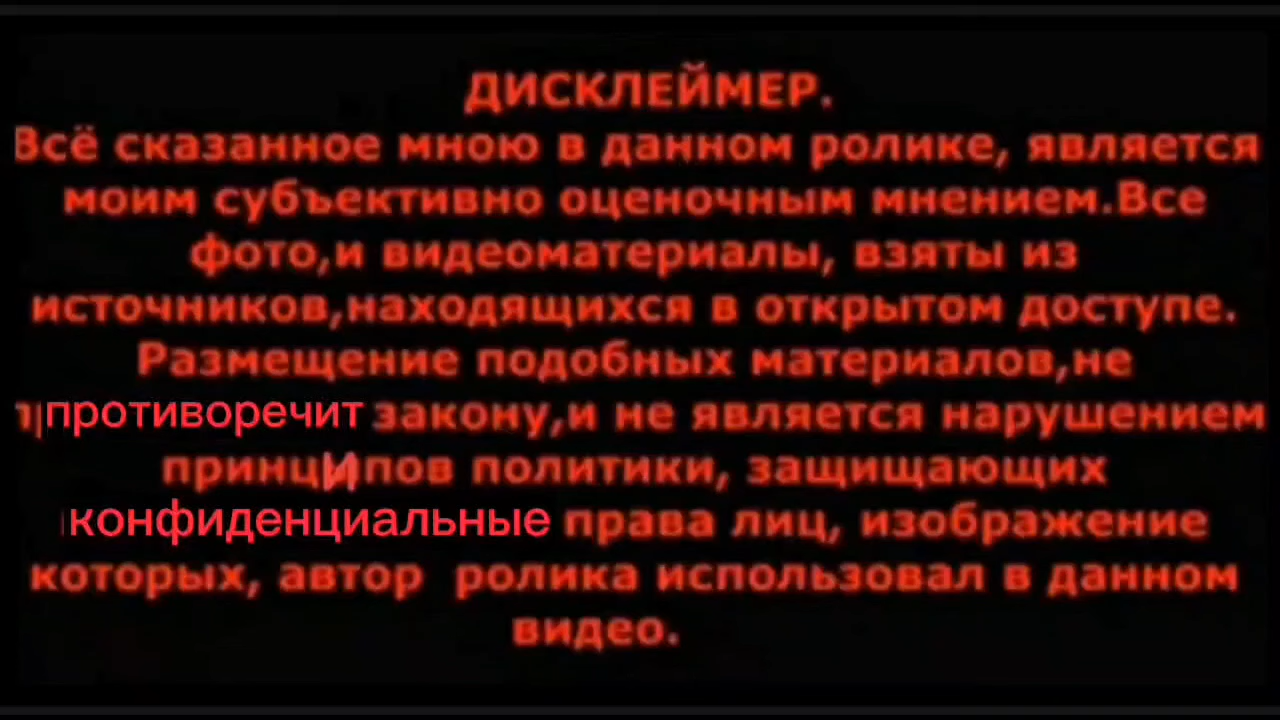 ДИСКЛЕЙМЕР.
Всё сказанное мною в данном ролике, является
моим субъективно оценочным мнением.Все
фото,и видеоматериалы, взяты из
источников,находящихся в открытом доступе.
Размещение подобных материалов,не
противоречит закону,и не является нарушением
принципов политики, защищающих
конфиденциальные права лиц, изображение
которых, автор ролика использовал в данном
видео.